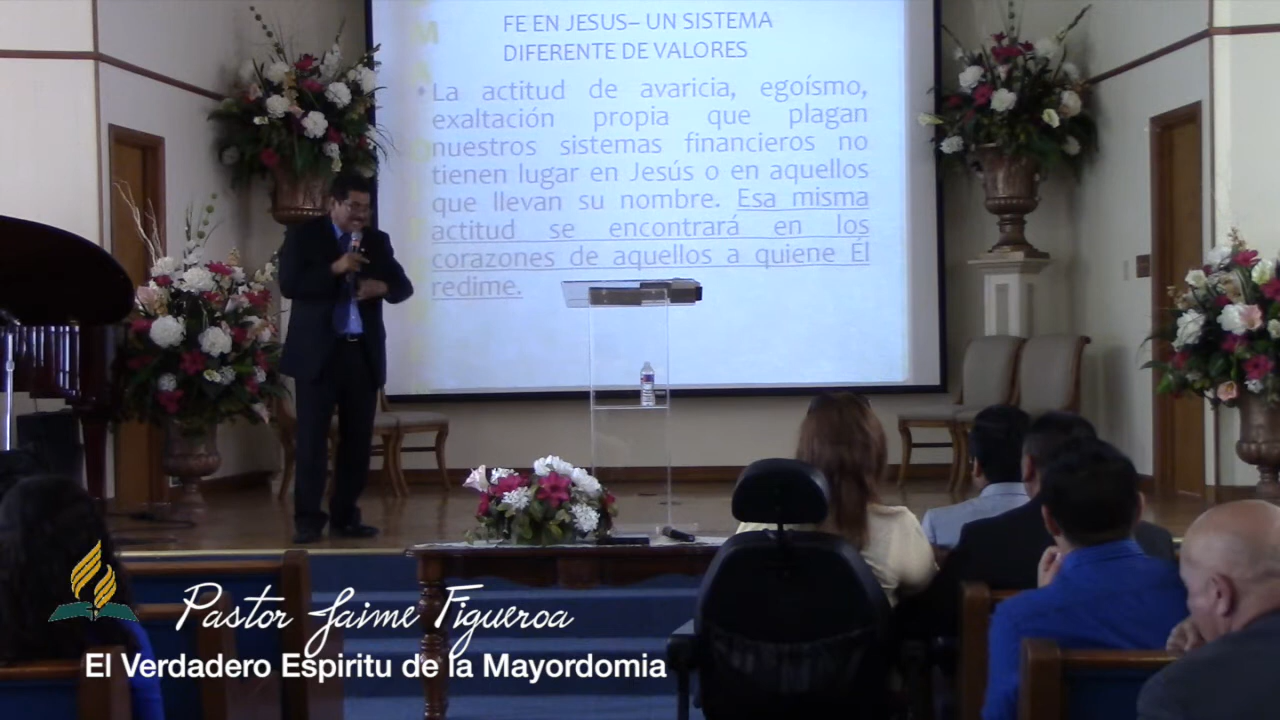 FE EN JESUS– UN SISTEMA
DIFERENTE DE VALORES
• La actitud de avaricia, egoísmo,
exaltación propia que plagan
nuestros sistemas financieros no
tienen lugar en Jesús o en aquellos
que llevan su nombre. Esa misma
actitud se encontrará en los
corazones de aquellos a quiene Él
redime.
Pastor Jaime Figueroa
El Verdadero Espiritu de la Mayordomia